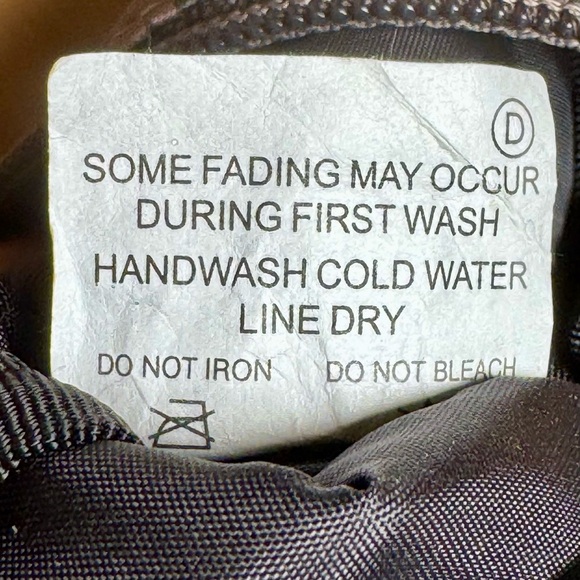 D
SOME FADING MAY OCCUR
DURING FIRST WASH
HANDWASH COLD WATER
LINE DRY
DO NOT IRON DO NOT BLEACH